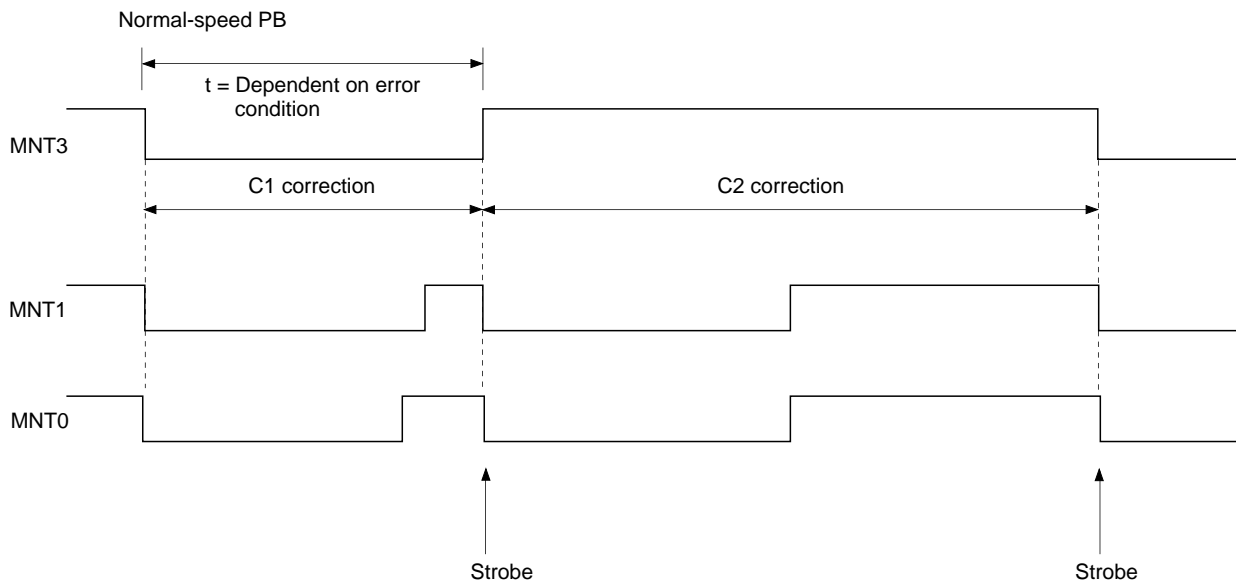 Normal-speed PB
t = Dependent on error
condition
MNT3
C1 correction
C2 correction
MNT1
MNT0
Strobe
Strobe